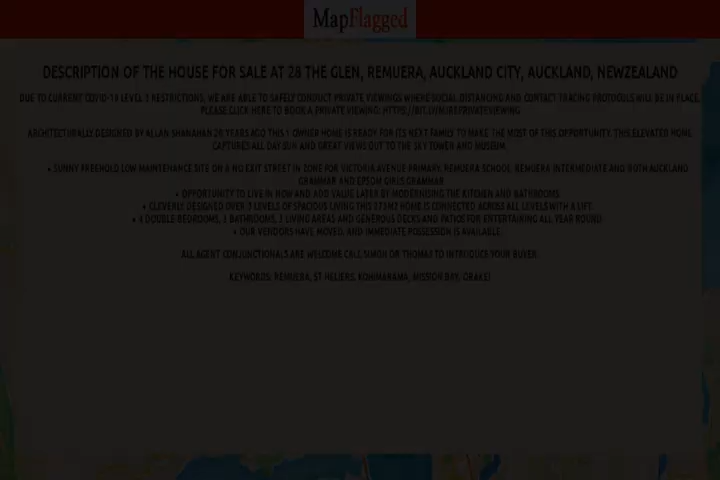 MapFlagged
DESCRIPTION OF THE HOUSE FOR SALE AT 28 THE GLEN, REMUERA, AUCKLAND CITY, AUCKLAND, NEWZEALAND
DUE TO CURRENT COVID-19 LEVEL 3 RESTRICTIONS, WE ARE ABLE TO SAFELY CONDUCT PRIVATE VIEWINGS WHERE SOCIAL DISTANCING AND CONTACT TRACING PROTOCOLS WILL BE IN PLACE.
PLEASE CLICK HERE TO BOOK A PRIVATE VIEWING:
ARCHITECTURALLY DESIGNED BY ALLAN SHANAHAN 26 YEARS AGO THIS 1 OWNER HOME IS READY FOR ITS NEXT FAMILY TO MAKE THE MOST OF THIS OPPORTUNITY. THIS ELEVATED HOME
CAPTURES ALL DAY SUN AND GREAT VIEWS OUT TO THE SKY TOWER AND MUSEUM.
• SUNNY FREEHOLD LOW MAINTENANCE SITE ON A NO EXIT STREET IN ZONE FOR VICTORIA AVENUE PRIMARY, REMUERA SCHOOL, REMUERA INTERMEDIATE AND BOTH AUCKLAND
GRAMMAR AND EPSOM GIRLS GRAMMAR
• OPPORTUNITY TO LIVE IN NOW AND ADD VALUE LATER BY MODERNISING THE KITCHEN AND BATHROOMS
• CLEVERLY DESIGNED OVER 3 LEVELS OF SPACIOUS LIVING THIS HOME IS CONNECTED ACROSS ALL LEVELS WITH A LIFT
• 4 DOUBLE BEDROOMS, 3 BATHROOMS, 3 LIVING AREAS AND GENEROUS DECKS AND PATIOS FOR ENTERTAINING ALL YEAR ROUND
• OUR VENDORS HAVE MOVED, AND IMMEDIATE POSSESSION IS AVAILABLE.
ALL AGENT CONJUNCTIONALS ARE WELCOME CALL SIMON OR THOMAS TO INTRODUCE YOUR BUYER.
KEYWORDS: REMUERA, ST HELIERS, KOHIMARAMA, MISSION BAY, ORAKEI